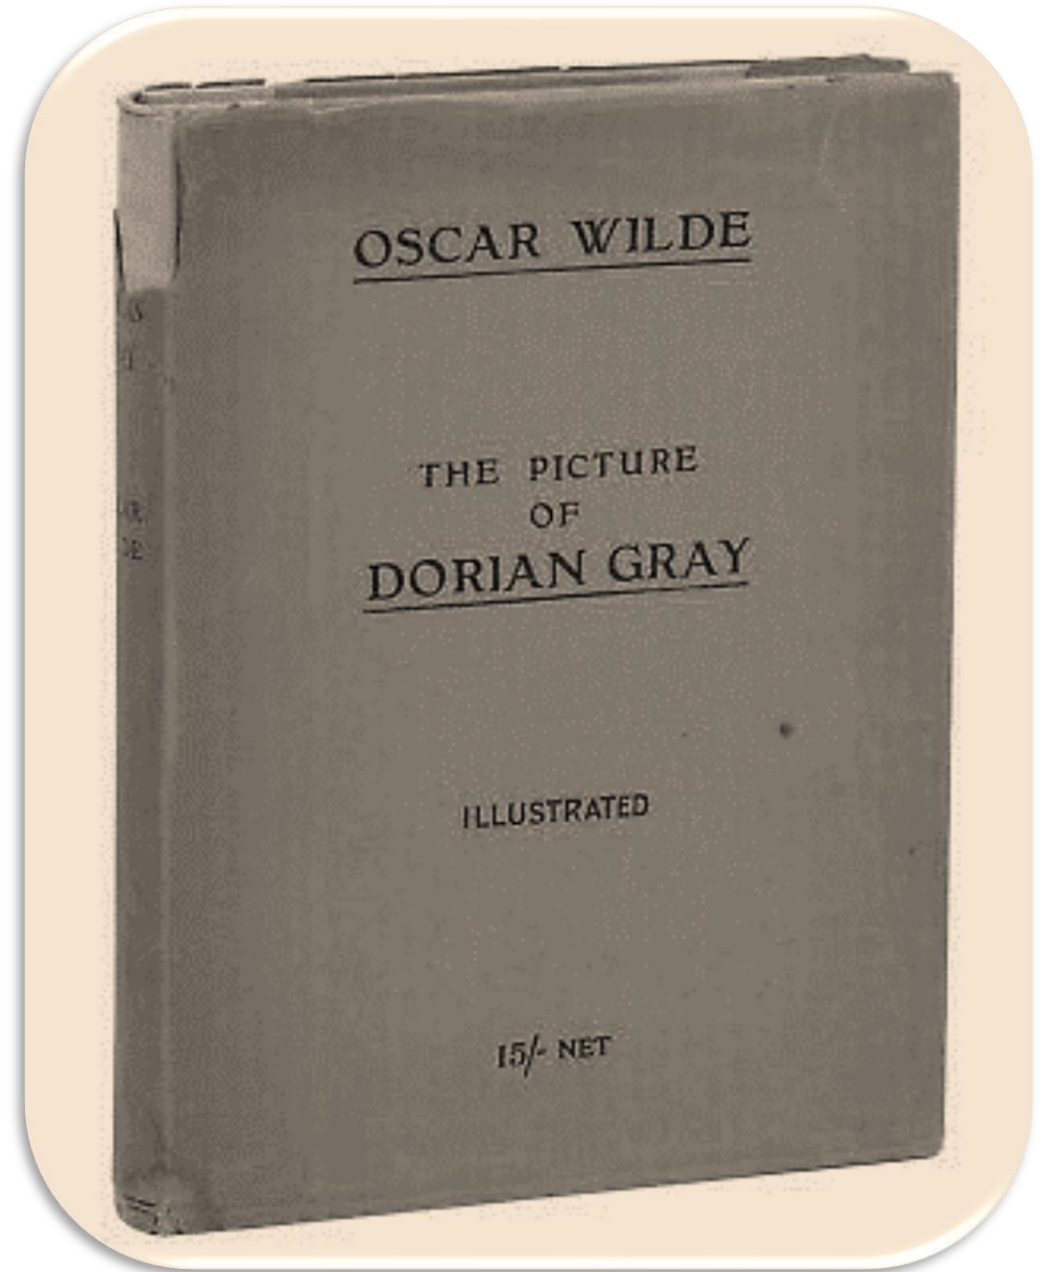 OSCAR WILDE
THE PICTURE
OF
DORIAN GRAY
ILLUSTRATED
15/- NET